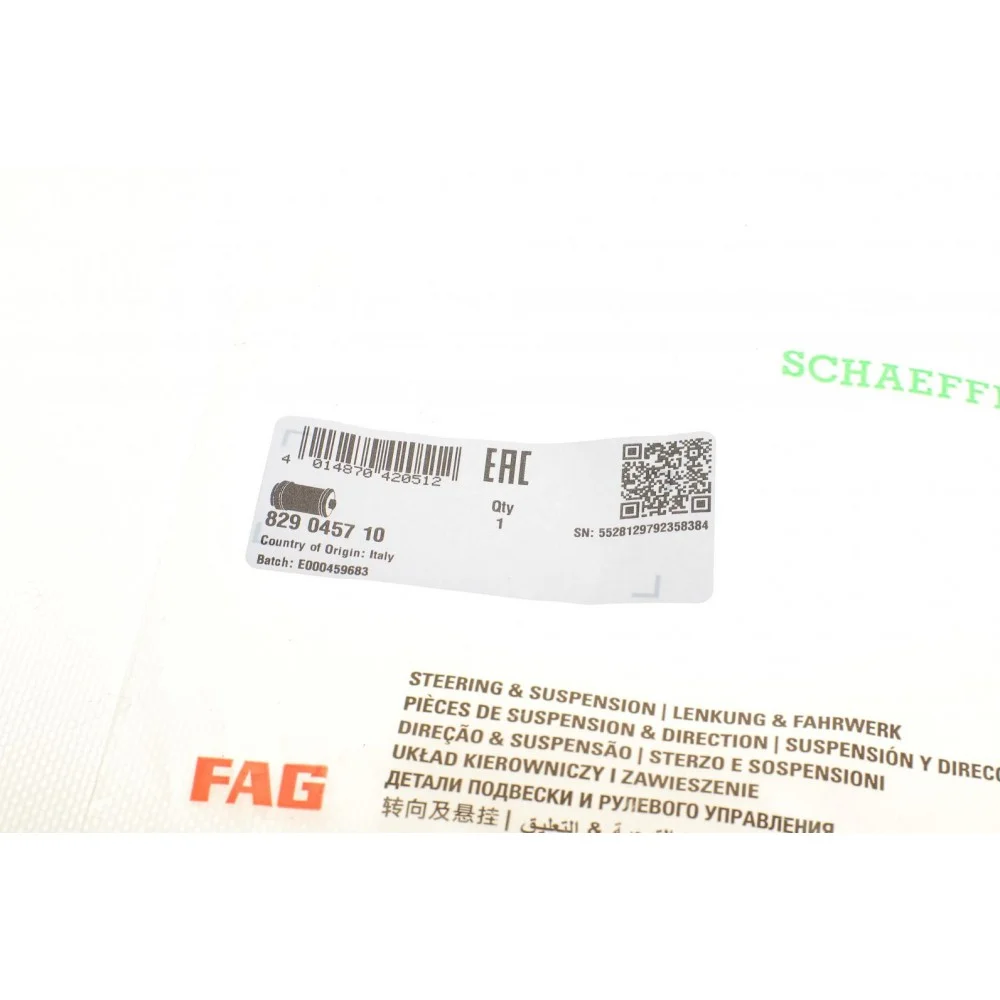 SCHAEFF
4 014870 420512
EAC
Qty
1
829 0457 10
SN: 5528129792358384
Country of Origin: Italy
Batch: E000459683
STEERING & SUSPENSION | LENKUNG & FAHRWERK
PIÈCES DE SUSPENSION & DIRECTION | SUSPENSIÓN Y DIREC
DIREÇÃO & SUSPENSÃO | STERZO E SOSPENSIONI
UKŁAD KIEROWNICZY I ZAWIESZENIE
ДЕТАЛИ ПОДВЕСКИ И РУЛЕВОГО УПРАВЛЕНИЯ
转向及悬挂 | & التعليق
FAG